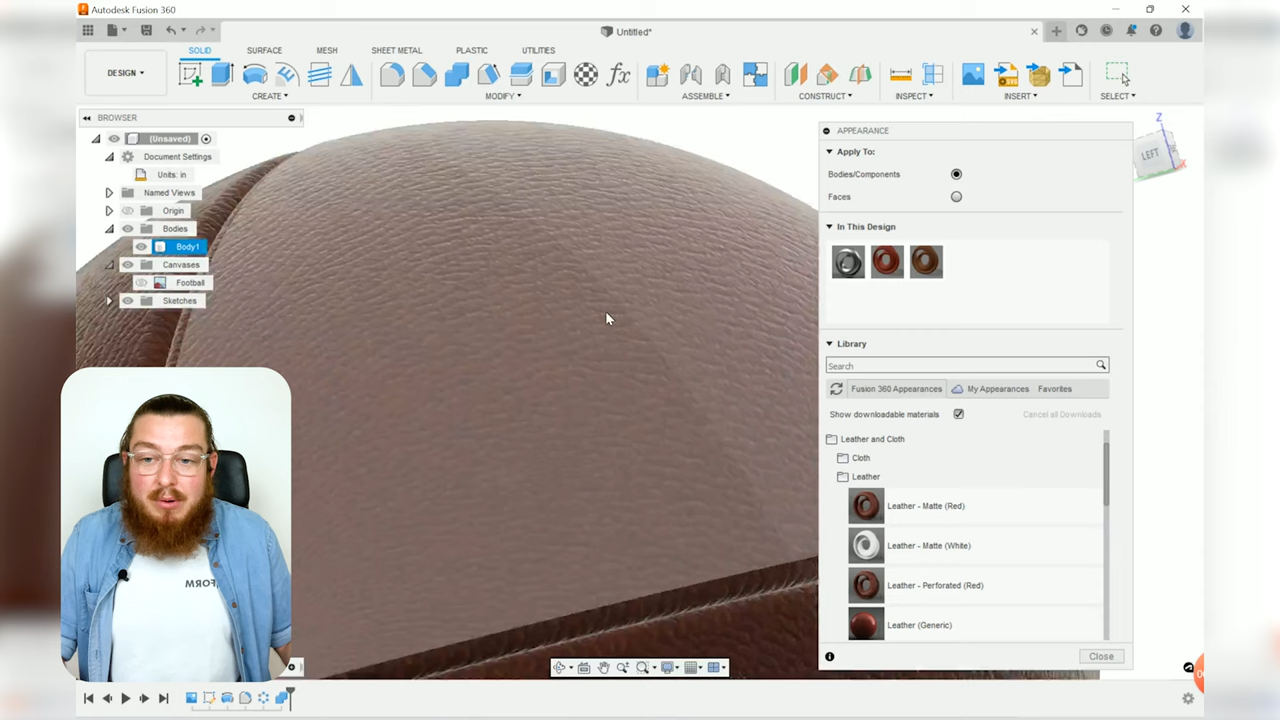 Autodesk Fusion 360
Untitled*
SOLID SURFACE MESH SHEET METAL PLASTIC UTILITIES
DESIGN
CREATE MODIFY ASSEMBLE CONSTRUCT INSPECT INSERT SELECT
BROWSER
(Unsaved)
Document Settings
Units: in
Named Views
Origin
Bodies
Body1
Canvases
Football
Sketches
APPEARANCE
Apply To:
Bodies/Components
Faces
In This Design
Library
Search
Fusion 360 Appearances My Appearances Favorites
Show downloadable materials Cancel all Downloads
Leather and Cloth
Cloth
Leather
Leather - Matte (Red)
Leather - Matte (White)
Leather - Perforated (Red)
Leather (Generic)
Close
Z
LEFT
X
FORM